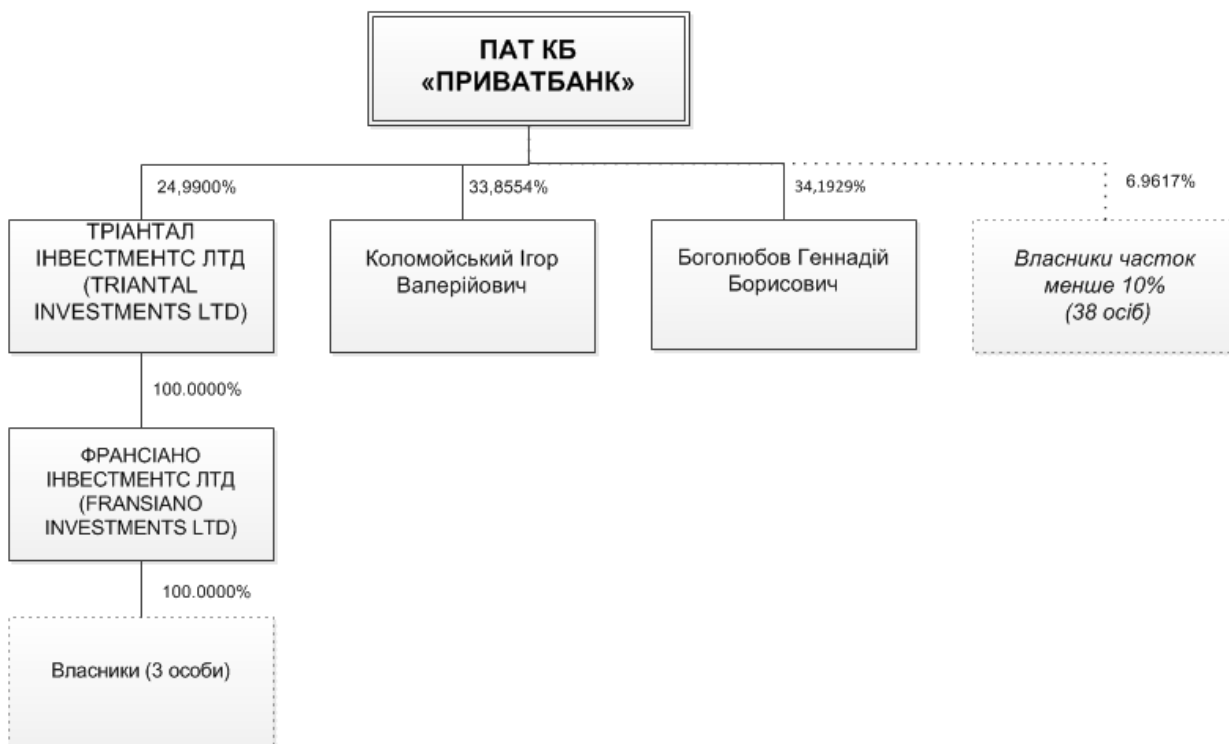 ПАТ КБ
«ПРИВАТБАНК»
24,9900%
33,8554%
34,1929%
6.9617%
ТРІАНТАЛ
ІНВЕСТМЕНТС ЛТД
(TRIANTAL
INVESTMENTS LTD)
Коломойський Ігор
Валерійович
Боголюбов Геннадій
Борисович
Власники часток
менше 10%
(38 осіб)
100.0000%
ФРАНСІАНО
ІНВЕСТМЕНТС ЛТД
(FRANSIANO
INVESTMENTS LTD)
100.0000%
Власники (3 особи)